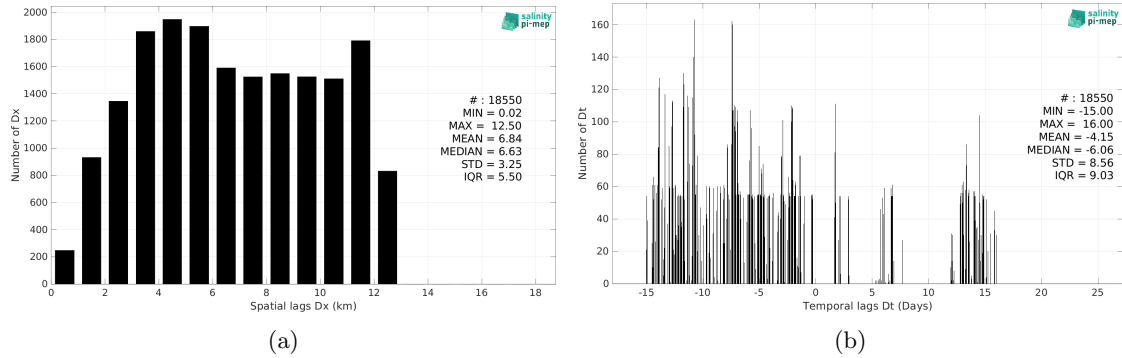 2000
1800
1600
1400
1200
1000
800
600
400
200
0
Number of Dx
salinity
pi-mep
# : 18550
MIN = 0.02
MAX = 12.50
MEAN = 6.84
MEDIAN = 6.63
STD = 3.25
IQR = 5.50
0 2 4 6 8 10 12 14 16 18
Spatial lags Dx (km)
(a)
160
140
120
100
80
60
40
20
0
Number of Dt
salinity
pi-mep
# : 18550
MIN = -15.00
MAX = 16.00
MEAN = -4.15
MEDIAN = -6.06
STD = 8.56
IQR = 9.03
-15 -10 -5 0 5 10 15 20 25
Temporal lags Dt (Days)
(b)